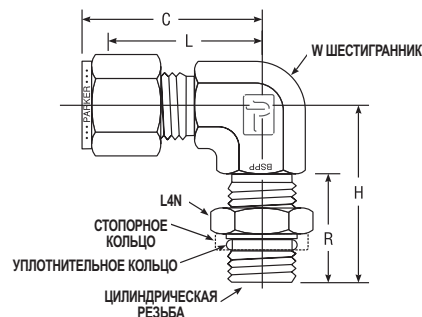 C
L
W ШЕСТИГРАННИК
PARKER
BSPP
H
R
L4N
СТОПОРНОЕ
КОЛЬЦО
УПЛОТНИТЕЛЬНОЕ КОЛЬЦО
ЦИЛИНДРИЧЕСКАЯ
РЕЗЬБА